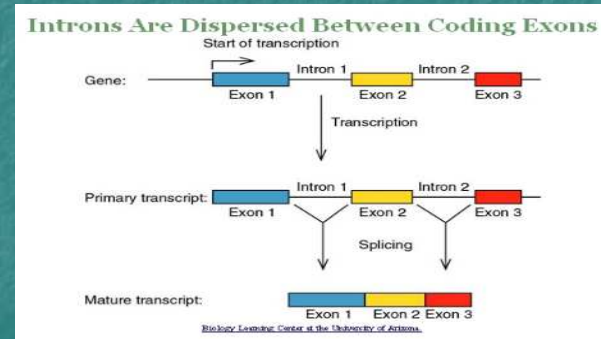 Introns Are Dispersed Between Coding Exons
Start of transcription
Gene:
Intron 1
Intron 2
Exon 1
Exon 2
Exon 3
Transcription
Primary transcript:
Intron 1
Intron 2
Exon 1
Exon 2
Exon 3
Splicing
Mature transcript:
Exon 1 Exon 2 Exon 3
Biology Learning Center at the University of Arizona.